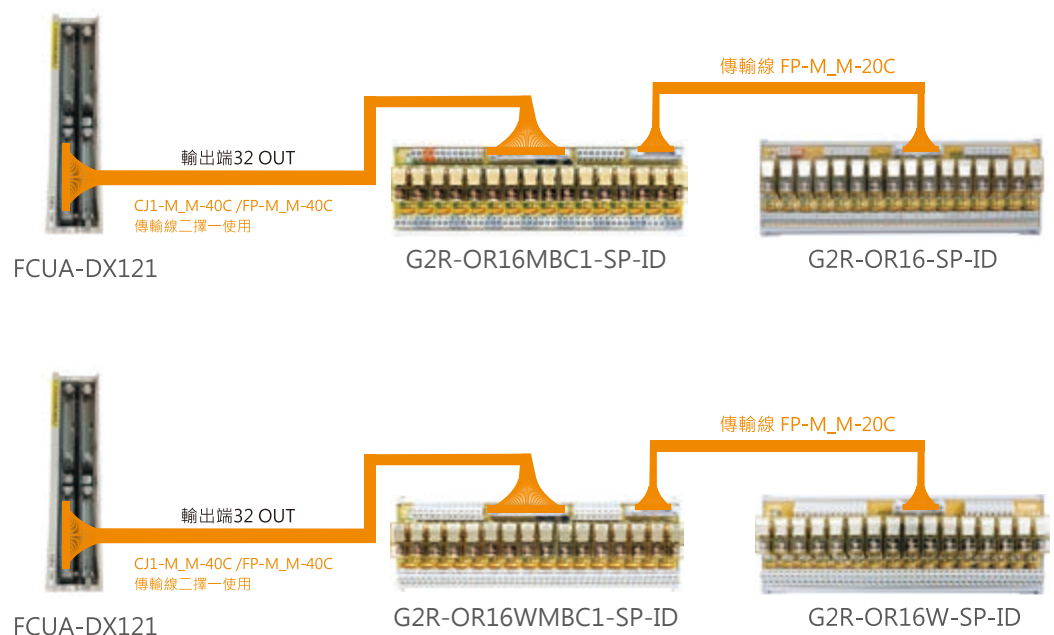 傳輸線 FP-M_M-20C
輸出端32 OUT
CJ1-M_M-40C /FP-M_M-40C
傳輸線二擇一使用
FCUA-DX121
G2R-OR16MBC1-SP-ID
G2R-OR16-SP-ID
傳輸線 FP-M_M-20C
輸出端32 OUT
CJ1-M_M-40C /FP-M_M-40C
傳輸線二擇一使用
FCUA-DX121
G2R-OR16WMBC1-SP-ID
G2R-OR16W-SP-ID